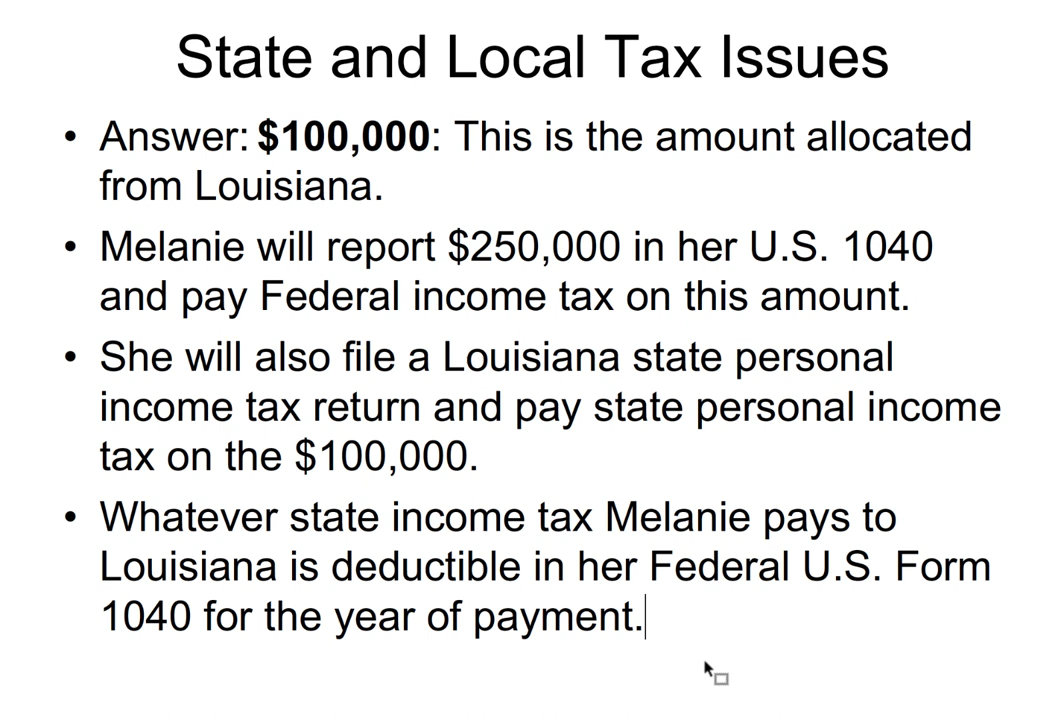 State and Local Tax Issues
• Answer: $100,000: This is the amount allocated
from Louisiana.
• Melanie will report $250,000 in her U.S. 1040
and pay Federal income tax on this amount.
• She will also file a Louisiana state personal
income tax return and pay state personal income
tax on the $100,000.
• Whatever state income tax Melanie pays to
Louisiana is deductible in her Federal U.S. Form
1040 for the year of payment.